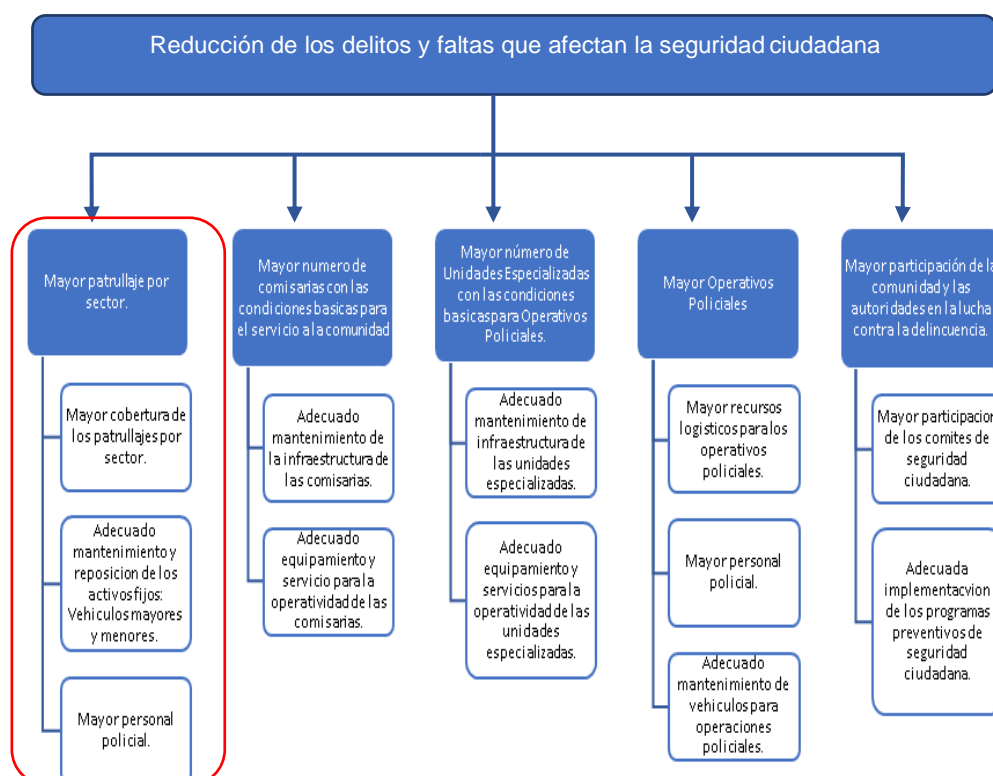 Reducción de los delitos y faltas que afectan la seguridad ciudadana
Mayor patrullaje por
sector.
Mayor cobertura de
los patrullajes por
sector.
Adecuado
mantenimiento y
reposicion de los
activos fijos:
Vehiculos mayores
y menores.
Mayor personal
policial.
Mayor numero de
comisarias con las
condiciones basicas para
el servicio a la comunidad
Adecuado
mantenimiento de
la infraestructura de
las comisarias.
Adecuado
equipamiento y
servicio para la
operatividad de las
comisarias.
Mayor número de
Unidades Especializadas
con las condiciones
basicas para Operativos
Policiales.
Adecuado
mantenimiento de
infraestructura de
las unidades
especializadas.
Adecuado
equipamiento y
servicios para la
operatividad de las
unidades
especializadas.
Mayor Operativos
Policiales
Mayor recursos
logisticos para los
operativos
policiales.
Mayor personal
policial.
Adecuado
mantenimiento de
vehiculos para
operaciones
policiales.
Mayor participación de la
comunidad y las
autoridades en la lucha
contra la delincuencia.
Mayor participacion
de los comites de
seguridad
ciudadana.
Adecuada
implementacvion
de los programas
preventivos de
seguridad
ciudadana.